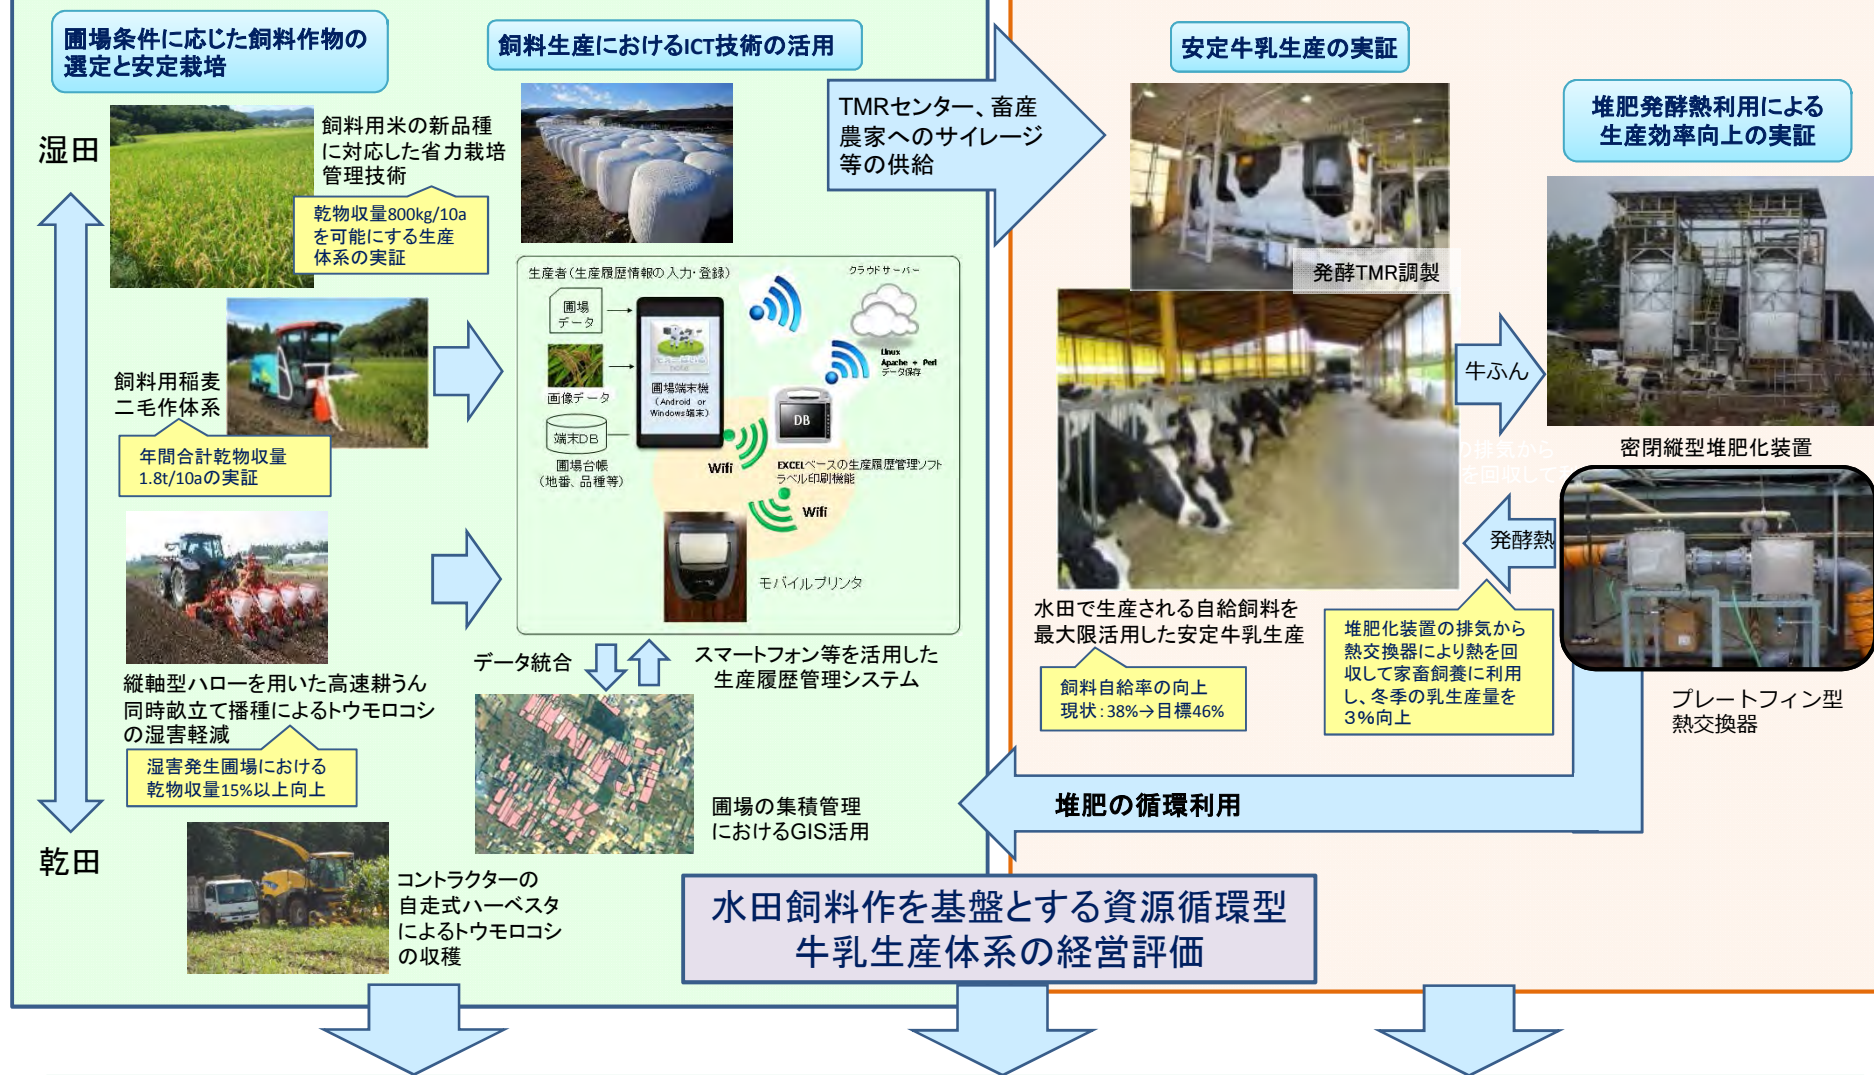 圃場条件に応じた飼料作物の
選定と安定栽培
飼料生産におけるICT技術の活用
湿田
飼料用米の新品種
に対応した省力栽培
管理技術
乾物収量800kg/10a
を可能にする生産
体系の実証
飼料用稲麦
二毛作体系
年間合計乾物収量
1.8t/10aの実証
縦軸型ハローを用いた高速耕うん
同時畝立て播種によるトウモロコシ
の湿害軽減
湿害発生圃場における
乾物収量15%以上向上
乾田
コントラクターの
自走式ハーベスタ
によるトウモロコシ
の収穫
生産者(生産履歴情報の入力・登録)
圃場
データ
画像データ
端末DB
圃場台帳
(地番、品種等)
圃場端末機
(Android or
Windows端末)
クラウドサーバー
Linux
Apache + Perl
データ保存
DB
EXCELベースの生産履歴管理ソフト
ラベル印刷機能
Wifi
Wifi
モバイルプリンタ
データ統合
スマートフォン等を活用した
生産履歴管理システム
圃場の集積管理
におけるGIS活用
TMRセンター、畜産
農家へのサイレージ
等の供給
安定牛乳生産の実証
発酵TMR調製
水田で生産される自給飼料を
最大限活用した安定牛乳生産
飼料自給率の向上
現状:38%→目標46%
堆肥発酵熱利用による
生産効率向上の実証
牛ふん
密閉縦型堆肥化装置
の排気から
を回収して
発酵熱
堆肥化装置の排気から
熱交換器により熱を回
収して家畜飼養に利用
し、冬季の乳生産量を
3%向上
プレートフィン型
熱交換器
堆肥の循環利用
水田飼料作を基盤とする資源循環型
牛乳生産体系の経営評価